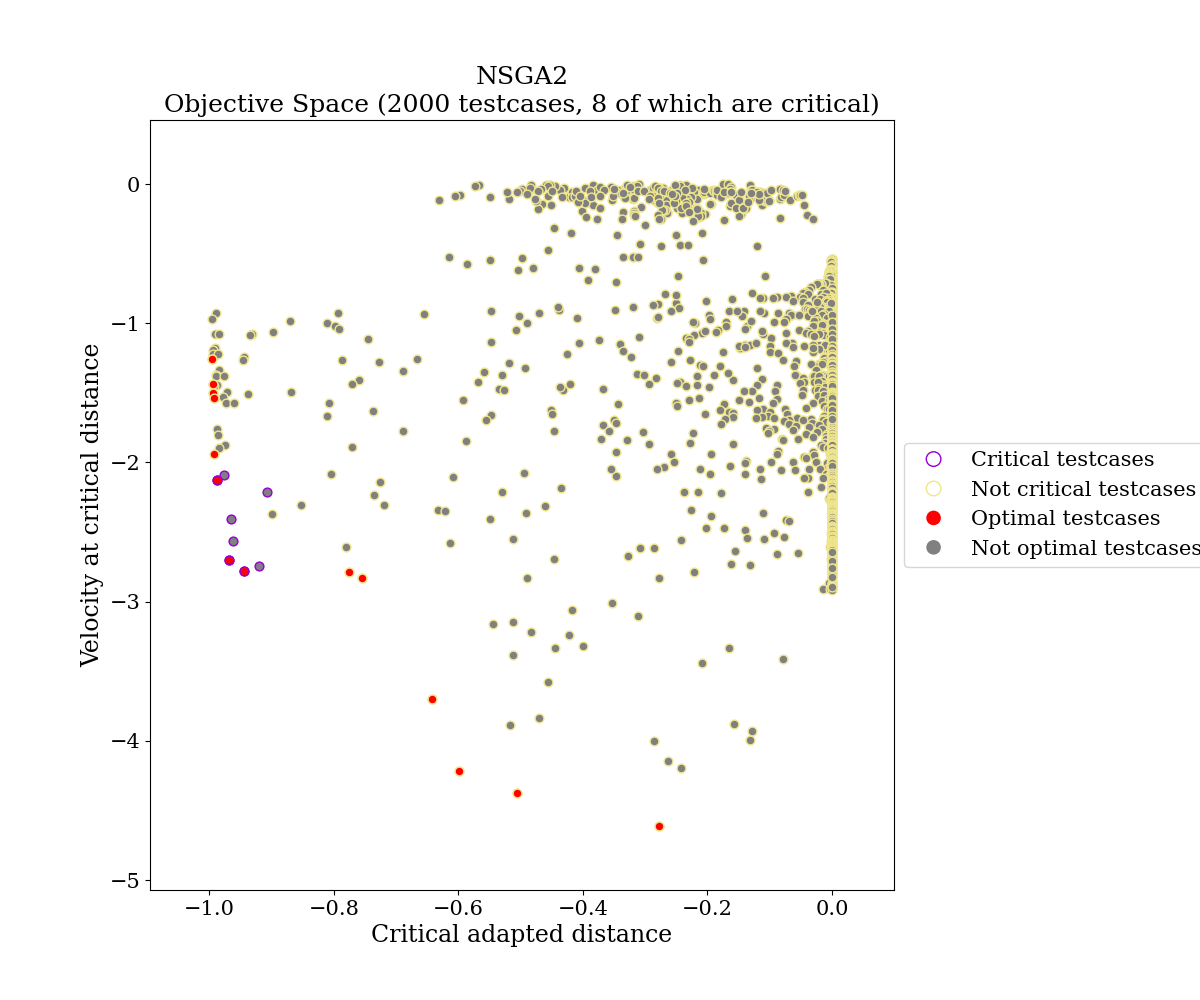 NSGA2
Objective Space (2000 testcases, 8 of which are critical)
0
−1
−2
−3
−4
−5
Velocity at critical distance
−1.0
−0.8
−0.6
−0.4
−0.2
0.0
Critical adapted distance
Critical testcases
Not critical testcases
Optimal testcases
Not optimal testcases